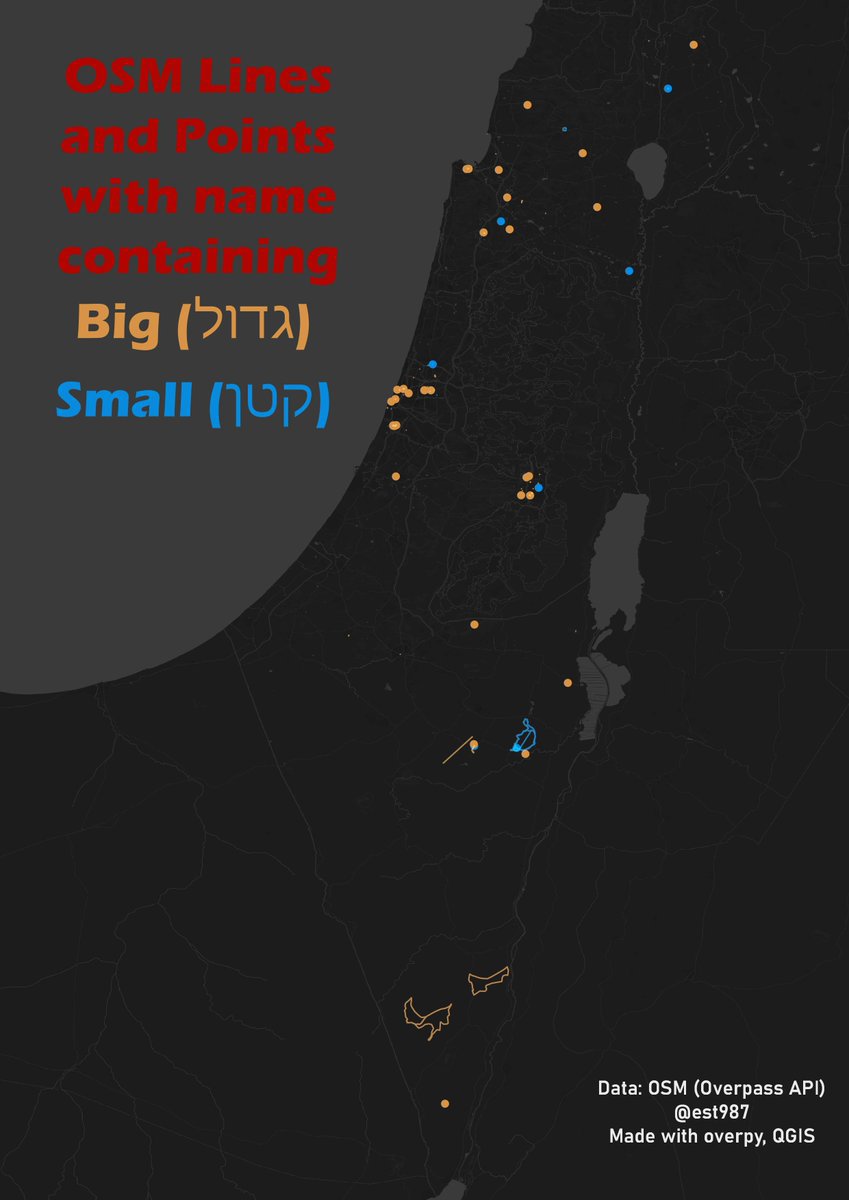 OSM Lines
and Points
with name
containing
Big (גדול)
Small (קטן)
Data: OSM (Overpass API)
@est987
Made with overpy, QGIS